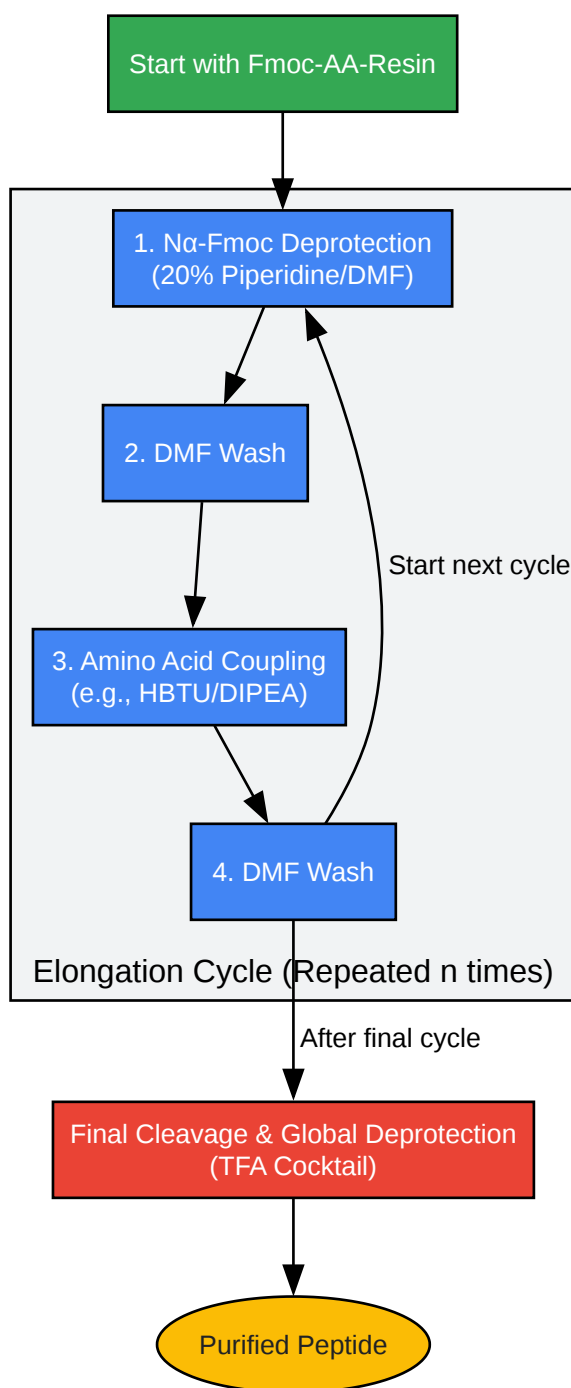 Start with Fmoc-AA-Resin
1. Nα-Fmoc Deprotection
(20% Piperidine/DMF)
2. DMF Wash
Start next cycle
3. Amino Acid Coupling
(e.g., HBTU/DIPEA)
4. DMF Wash
Elongation Cycle (Repeated n times)
After final cycle
Final Cleavage & Global Deprotection
(TFA Cocktail)
Purified Peptide